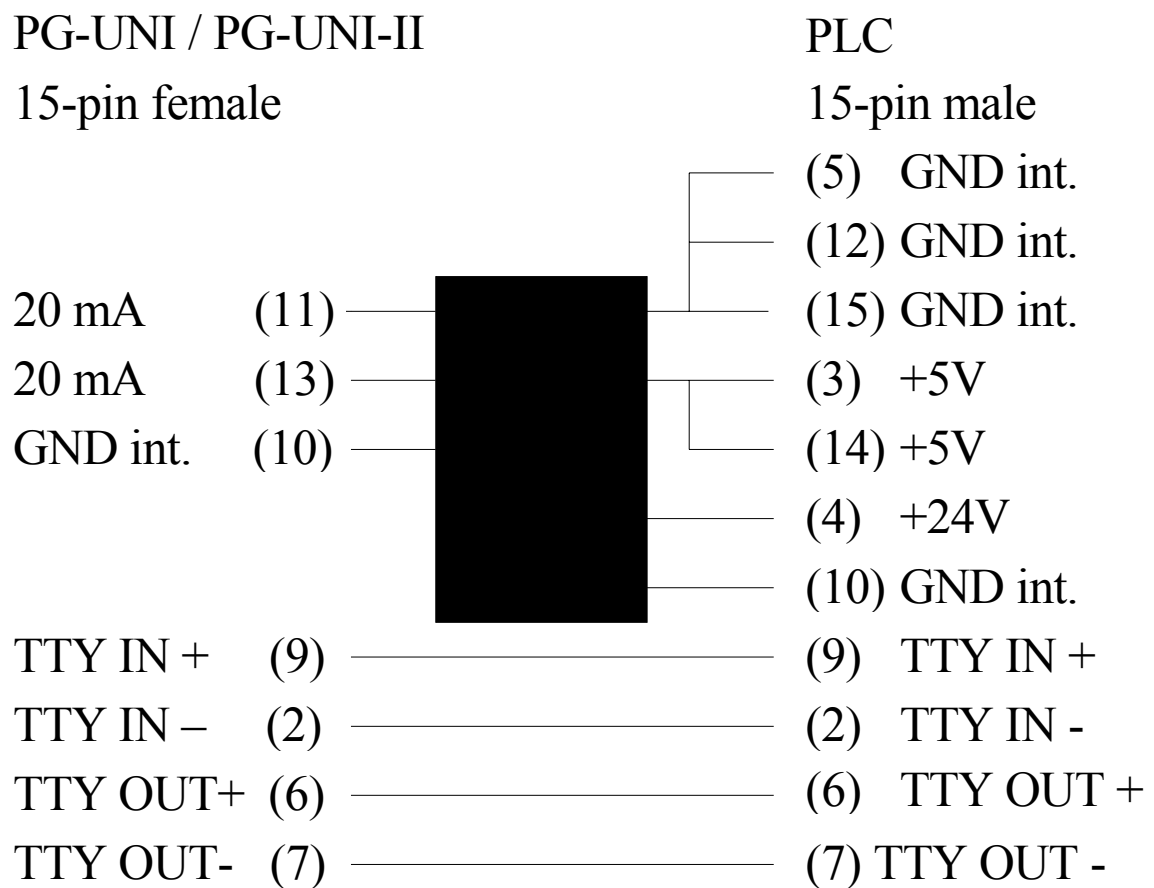 PG-UNI / PG-UNI-II PLC
15-pin female 15-pin male
(5) GND int.
(12) GND int.
20 mA (11) (15) GND int.
20 mA (13) (3) +5V
GND int. (10) (14) +5V
(4) +24V
(10) GND int.
TTY IN + (9) (9) TTY IN +
TTY IN – (2) (2) TTY IN -
TTY OUT+ (6) (6) TTY OUT +
TTY OUT- (7) (7) TTY OUT -